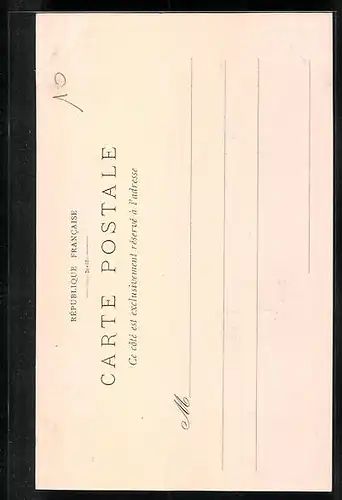 10
RÉPUBLIQUE FRANÇAISE
CARTE POSTALE
Ce côté est exclusivement réservé à l'adresse
M